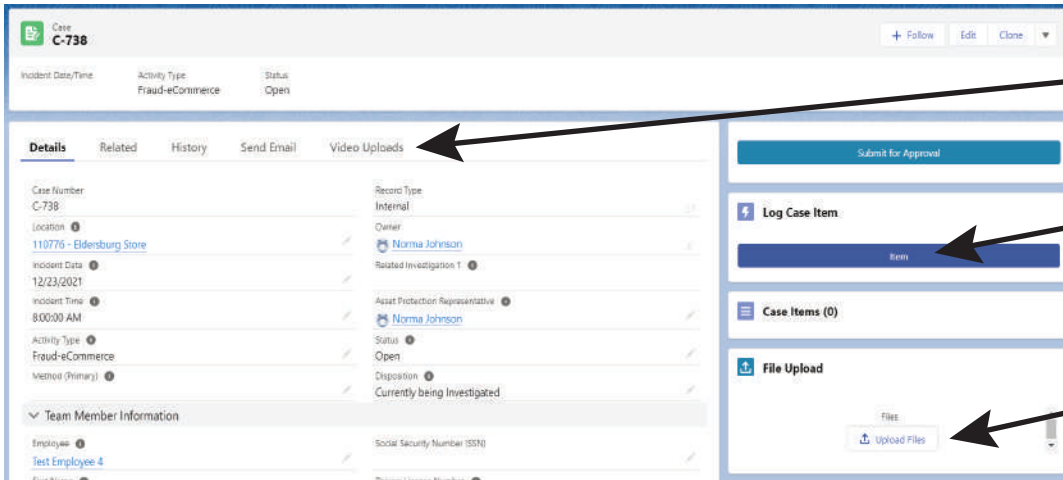 Case
C-738
+ Follow Edit Clone
Incident Date/Time Activity Type Status
Fraud-eCommerce Open
Details Related History Send Email Video Uploads
Case Number
C-738
Location
110776 - Eldersburg Store
Incident Data
12/23/2021
Incident Time
8:00:00 AM
Activity Type
Fraud-eCommerce
Method (Primary)
Record Type
Internal
Owner
Norma Johnson
Related Investigation 1
Asset Protection Representative
Norma Johnson
Status
Open
Disposition
Currently being Investigated
Team Member Information
Employee
Test Employee 4
Social Security Number (SSN)
Submit for Approval
Log Case Item
Item
Case Items (0)
File Upload
Files
Upload Files